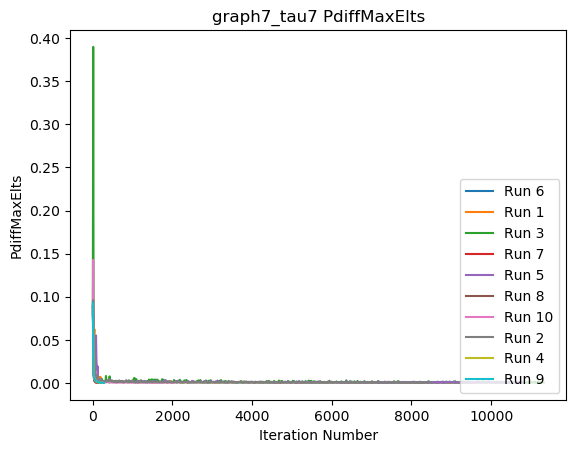 graph7_tau7 PdiffMaxElts
0.40
0.35
0.30
0.25
0.20
0.15
0.10
0.05
0.00
PdiffMaxElts
Run 6
Run 1
Run 3
Run 7
Run 5
Run 8
Run 10
Run 2
Run 4
Run 9
0 2000 4000 6000 8000 10000
Iteration Number